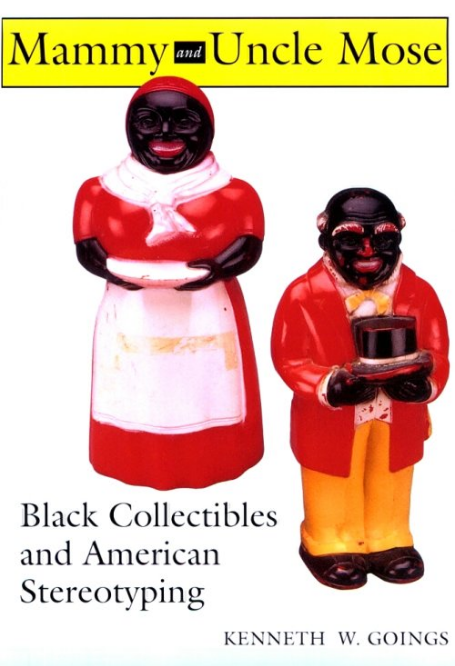 Mammy and Uncle Mose
Black Collectibles
and American
Stereotyping
KENNETH W. GOINGS